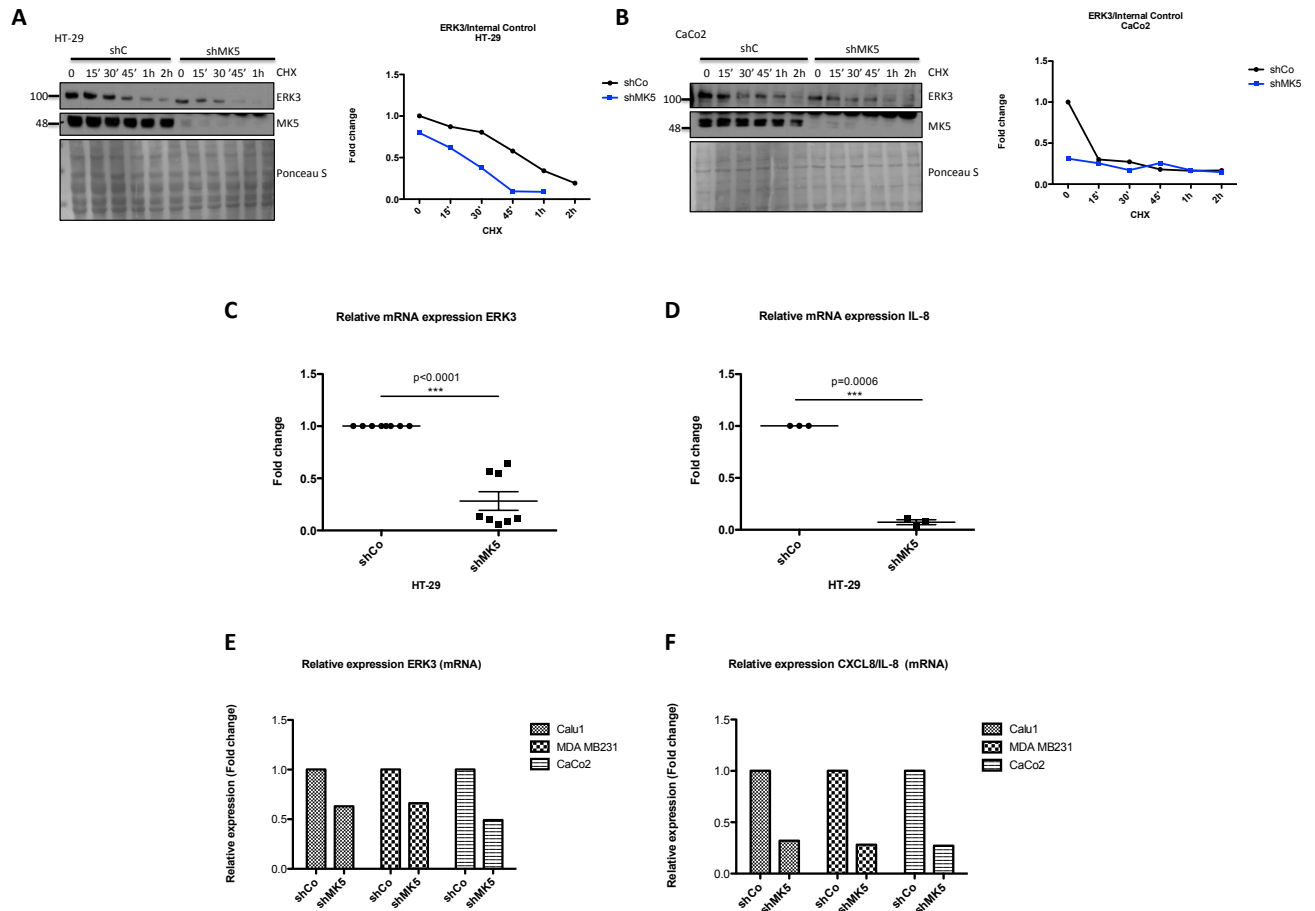 A
HT-29
shC shMK5
0 15’ 30’ 45’ 1h 2h 0 15’ 30’ ’45’ 1h CHX
100 ERK3
48 MK5
Ponceau S
ERK3/Internal Control
HT-29
shCo
shMK5
1.5
1.0
0.5
0.0
Fold change
0 15' 30' 45' 1h 2h
CHX
B
CaCo2
shC shMK5
0 15’ 30’ 45’ 1h 2h 0 15’ 30’ 45’ 1h 2h CHX
100 ERK3
48 MK5
Ponceau S
ERK3/Internal Control
CaCo2
shCo
shMK5
1.5
1.0
0.5
0.0
Fold change
0 15' 30' 45' 1h 2h
CHX
C
Relative mRNA expression ERK3
p<0.0001
***
1.5
1.0
0.5
0.0
Fold change
shCo shMK5
HT-29
D
Relative mRNA expression IL-8
p=0.0006
***
1.5
1.0
0.5
0.0
Fold change
shCo shMK5
HT-29
E
Relative expression ERK3 (mRNA)
Calu1
MDA MB231
CaCo2
1.5
1.0
0.5
0.0
Relative expression (Fold change)
shCo shMK5 shCo shMK5 shCo shMK5
F
Relative expression CXCL8/IL-8 (mRNA)
Calu1
MDA MB231
CaCo2
1.5
1.0
0.5
0.0
Relative expression (Fold change)
shCo shMK5 shCo shMK5 shCo shMK5